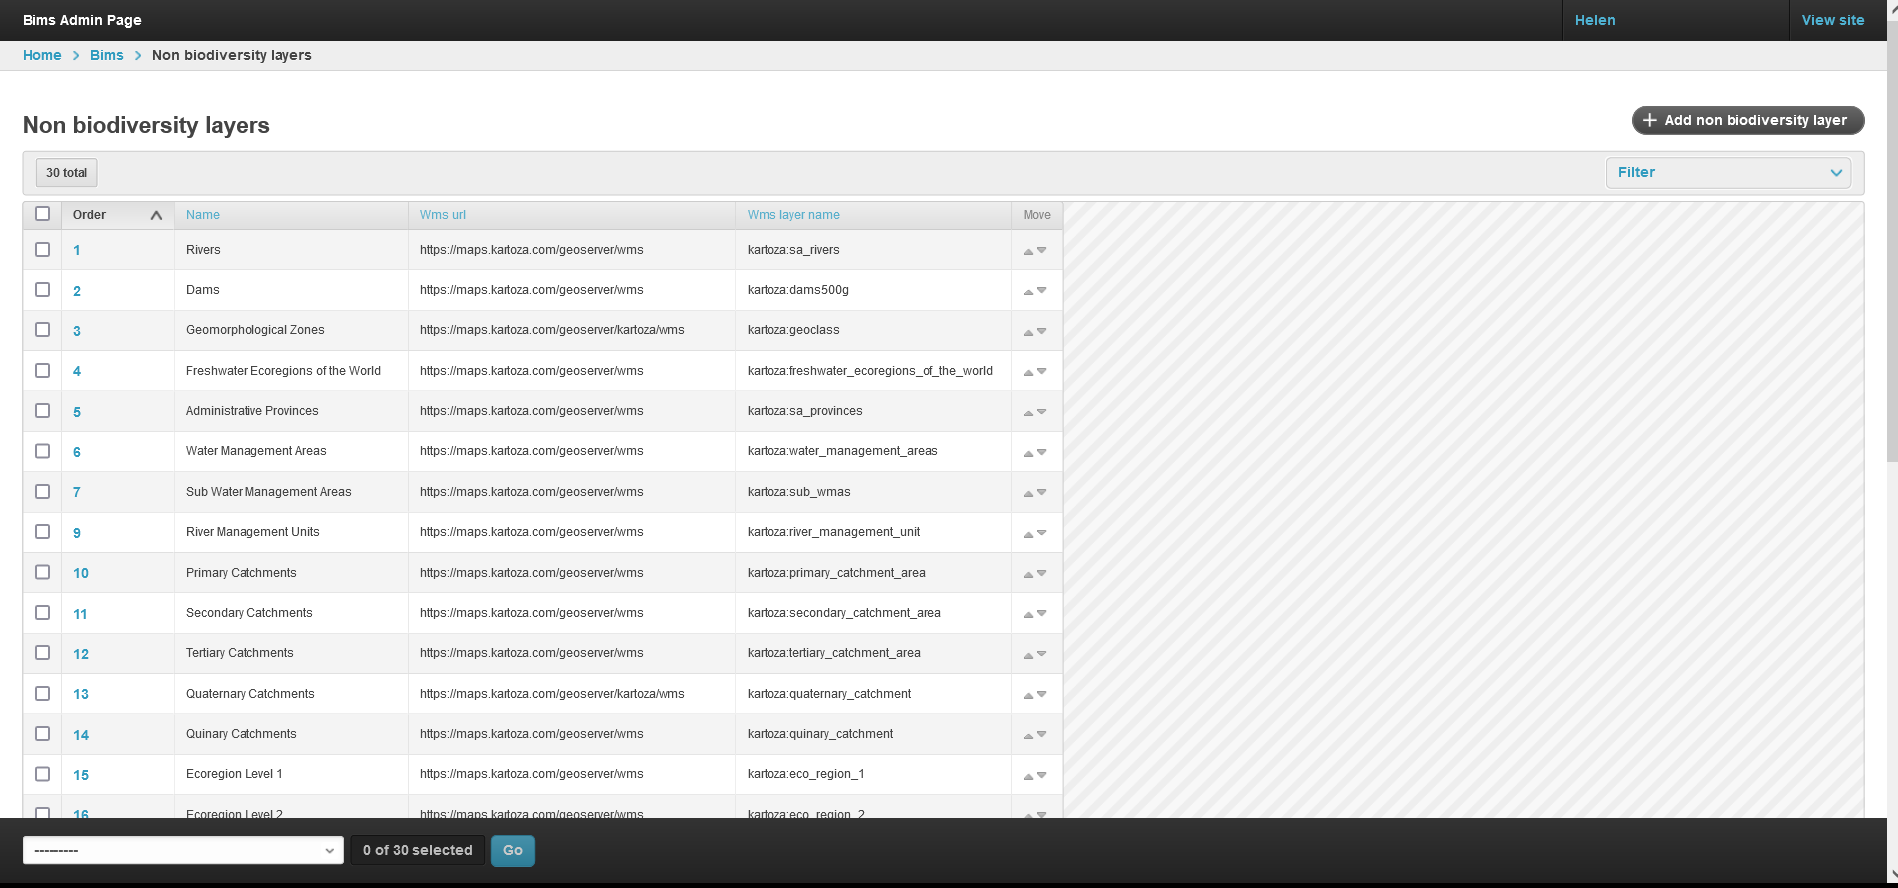 Bims Admin Page Helen View site
Home Bims Non biodiversity layers
Non biodiversity layers Add non biodiversity layer
30 total Filter
Order Name Wms url Wms layer name Move
1 Rivers https://maps.kartoza.com/geoserver/wms kartoza:sa_rivers
2 Dams https://maps.kartoza.com/geoserver/wms kartoza:dams500g
3 Geomorphological Zones https://maps.kartoza.com/geoserver/kartoza/wms kartoza:geoclass
4 Freshwater Ecoregions of the World https://maps.kartoza.com/geoserver/wms kartoza:freshwater_ecoregions_of_the_world
5 Administrative Provinces https://maps.kartoza.com/geoserver/wms kartoza:sa_provinces
6 Water Management Areas https://maps.kartoza.com/geoserver/wms kartoza:water_management_areas
7 Sub Water Management Areas https://maps.kartoza.com/geoserver/wms kartoza:sub_wmas
9 River Management Units https://maps.kartoza.com/geoserver/wms kartoza:river_management_unit
10 Primary Catchments https://maps.kartoza.com/geoserver/wms kartoza:primary_catchment_area
11 Secondary Catchments https://maps.kartoza.com/geoserver/wms kartoza:secondary_catchment_area
12 Tertiary Catchments https://maps.kartoza.com/geoserver/wms kartoza:tertiary_catchment_area
13 Quaternary Catchments https://maps.kartoza.com/geoserver/kartoza/wms kartoza:quaternary_catchment
14 Quinary Catchments https://maps.kartoza.com/geoserver/wms kartoza:quinary_catchment
15 Ecoregion Level 1 https://maps.kartoza.com/geoserver/wms kartoza:eco_region_1
16 Ecoregion Level 2 https://maps.kartoza.com/geoserver/wms kartoza:eco_region_2
--------- 0 of 30 selected Go